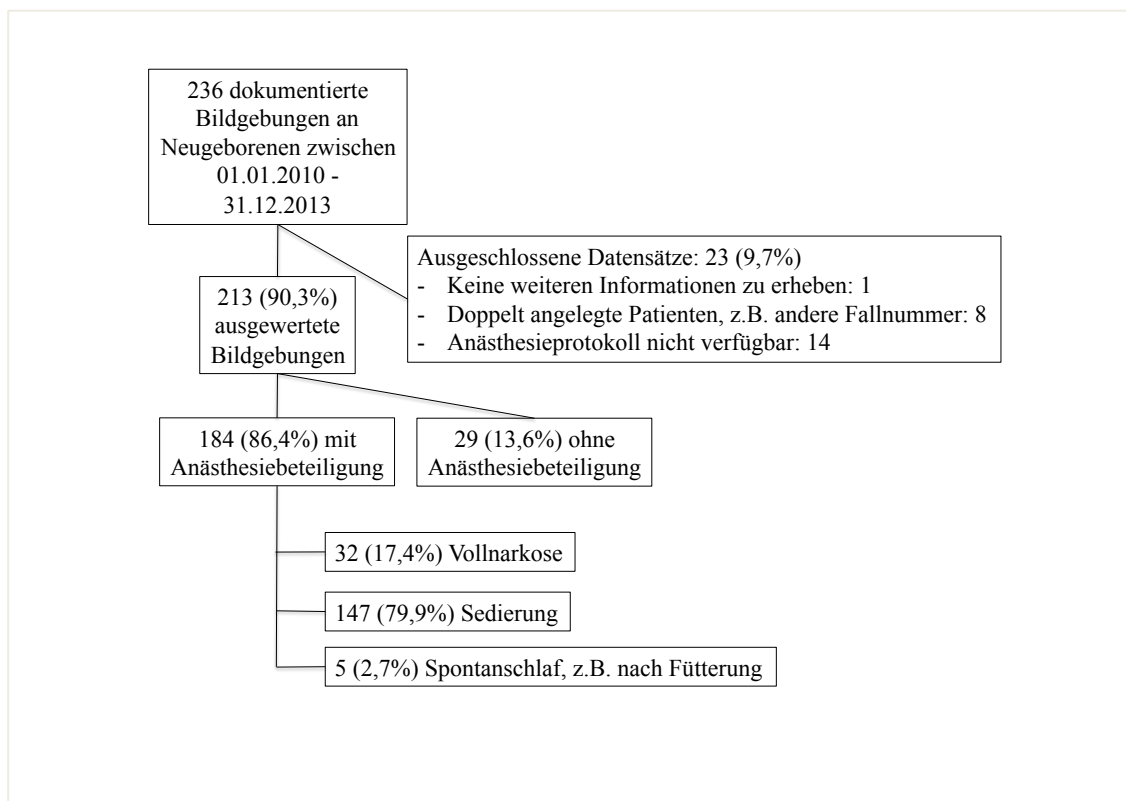 236 dokumentierte
Bildgebungen an
Neugeborenen zwischen
01.01.2010 -
31.12.2013
Ausgeschlossene Datensätze: 23 (9,7%)
- Keine weiteren Informationen zu erheben: 1
- Doppelt angelegte Patienten, z.B. andere Fallnummer: 8
- Anästhesieprotokoll nicht verfügbar: 14
213 (90,3%)
ausgewertete
Bildgebungen
184 (86,4%) mit
Anästhesiebeteiligung
29 (13,6%) ohne
Anästhesiebeteiligung
32 (17,4%) Vollnarkose
147 (79,9%) Sedierung
5 (2,7%) Spontanschlaf, z.B. nach Fütterung